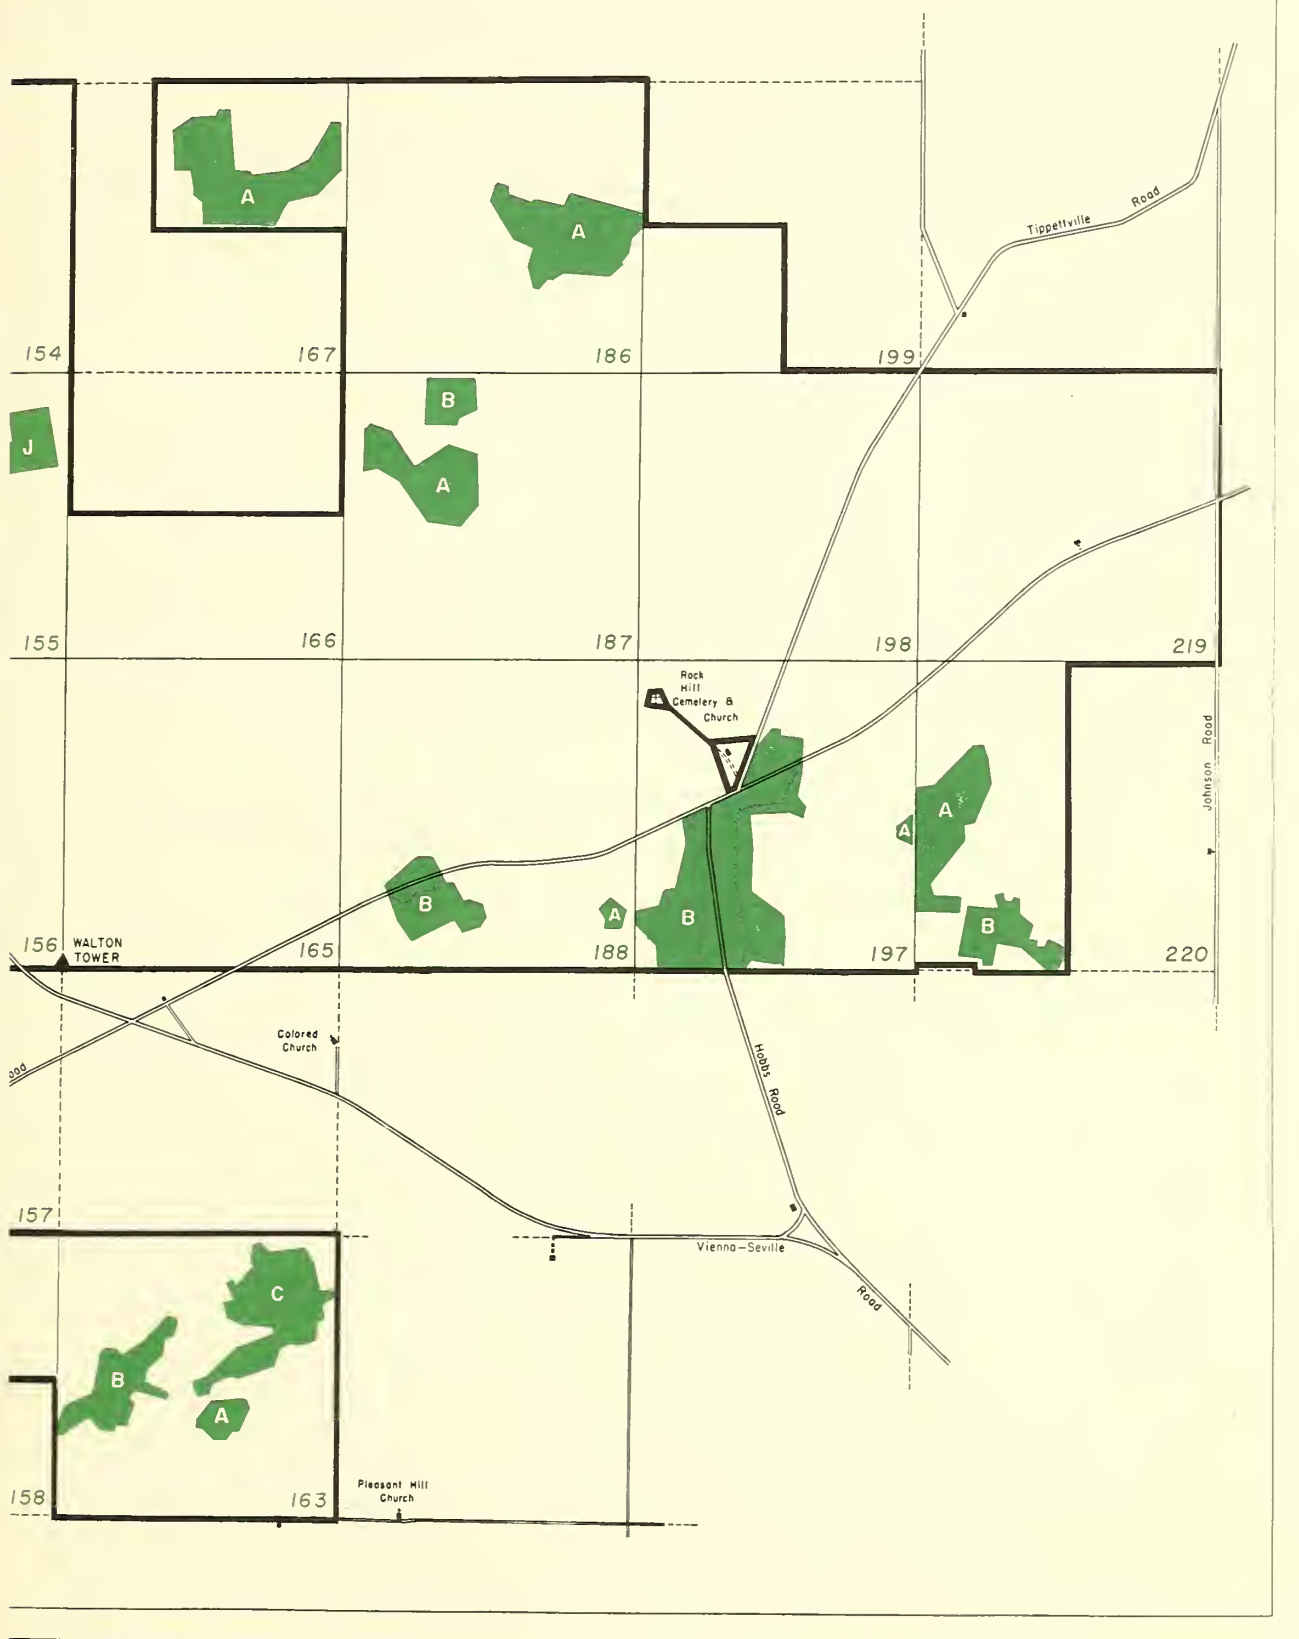 A
Tippettville Road
A
154
167
186
199
B
J
A
155
166
187
198
219
Rock
Hill
Cemetery &
Church
Johnson Road
A
A
B
A
B
B
156
WALTON
TOWER
165
188
197
220
Colored
Church
oad
Hobbs Road
157
Vienna-Seville
Road
C
B
A
Pleasant Hill
Church
158
163